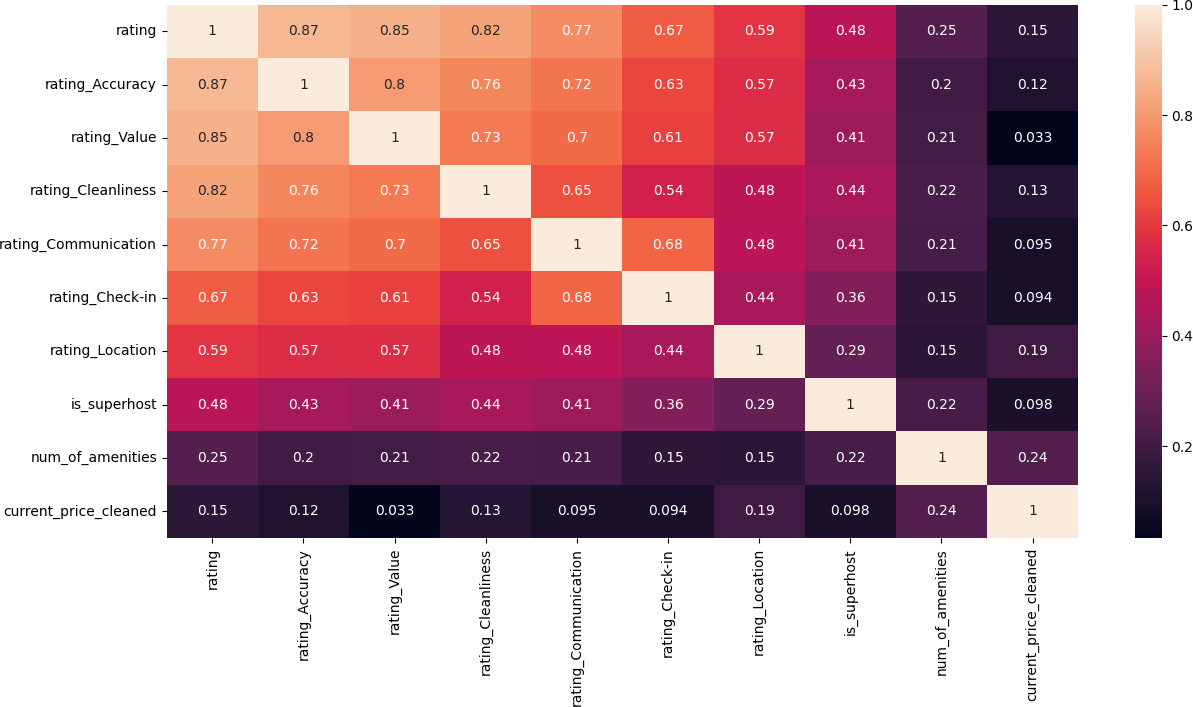 rating 1 0.87 0.85 0.82 0.77 0.67 0.59 0.48 0.25 0.15
rating_Accuracy 0.87 1 0.8 0.76 0.72 0.63 0.57 0.43 0.2 0.12
rating_Value 0.85 0.8 1 0.73 0.7 0.61 0.57 0.41 0.21 0.033
rating_Cleanliness 0.82 0.76 0.73 1 0.65 0.54 0.48 0.44 0.22 0.13
rating_Communication 0.77 0.72 0.7 0.65 1 0.68 0.48 0.41 0.21 0.095
rating_Check-in 0.67 0.63 0.61 0.54 0.68 1 0.44 0.36 0.15 0.094
rating_Location 0.59 0.57 0.57 0.48 0.48 0.44 1 0.29 0.15 0.19
is_superhost 0.48 0.43 0.41 0.44 0.41 0.36 0.29 1 0.22 0.098
num_of_amenities 0.25 0.2 0.21 0.22 0.21 0.15 0.15 0.22 1 0.24
current_price_cleaned 0.15 0.12 0.033 0.13 0.095 0.094 0.19 0.098 0.24 1
rating
rating_Accuracy
rating_Value
rating_Cleanliness
rating_Communication
rating_Check-in
rating_Location
is_superhost
num_of_amenities
current_price_cleaned
1.0
0.8
0.6
0.4
0.2